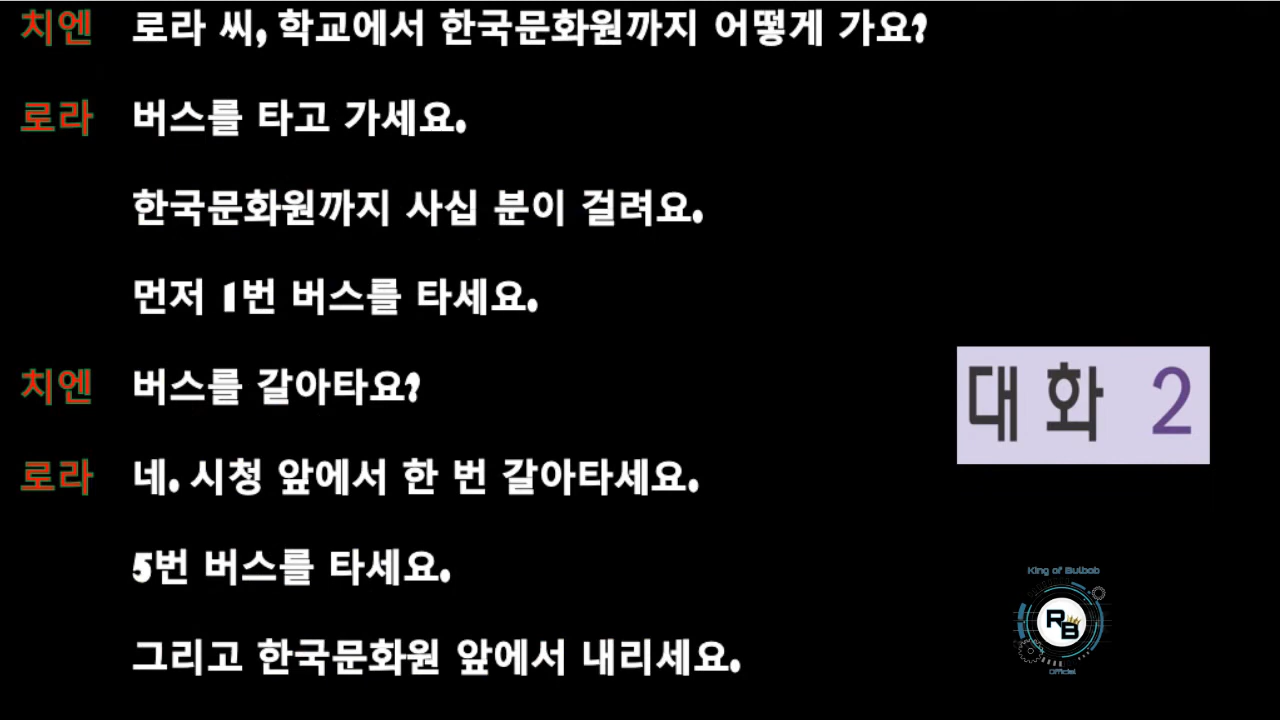 치엔 로라 씨, 학교에서 한국문화원까지 어떻게 가요?
로라 버스를 타고 가세요.
한국문화원까지 사십 분이 걸려요.
먼저 1번 버스를 타세요.
치엔 버스를 갈아타요?
로라 네. 시청 앞에서 한 번 갈아타세요.
5번 버스를 타세요.
그리고 한국문화원 앞에서 내리세요.
대화 2
King of Bulbab
RB
Official